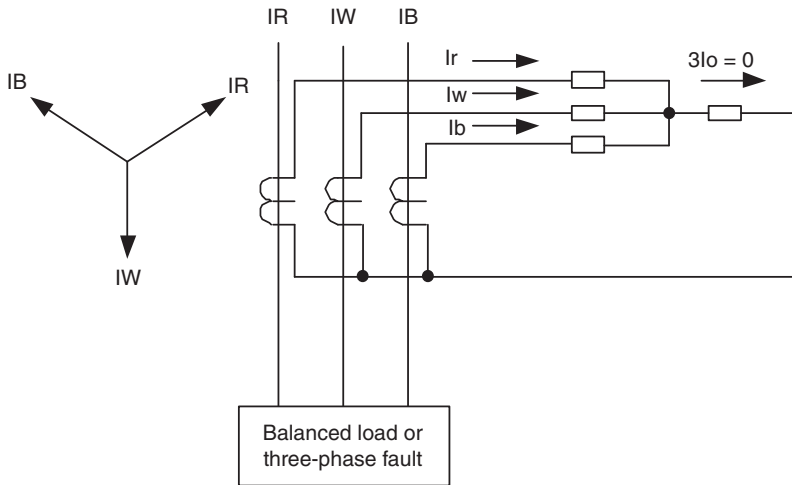 IR IW IB
Ir
3Io = 0
IB
IR
Iw
Ib
IW
Balanced load or
three-phase fault